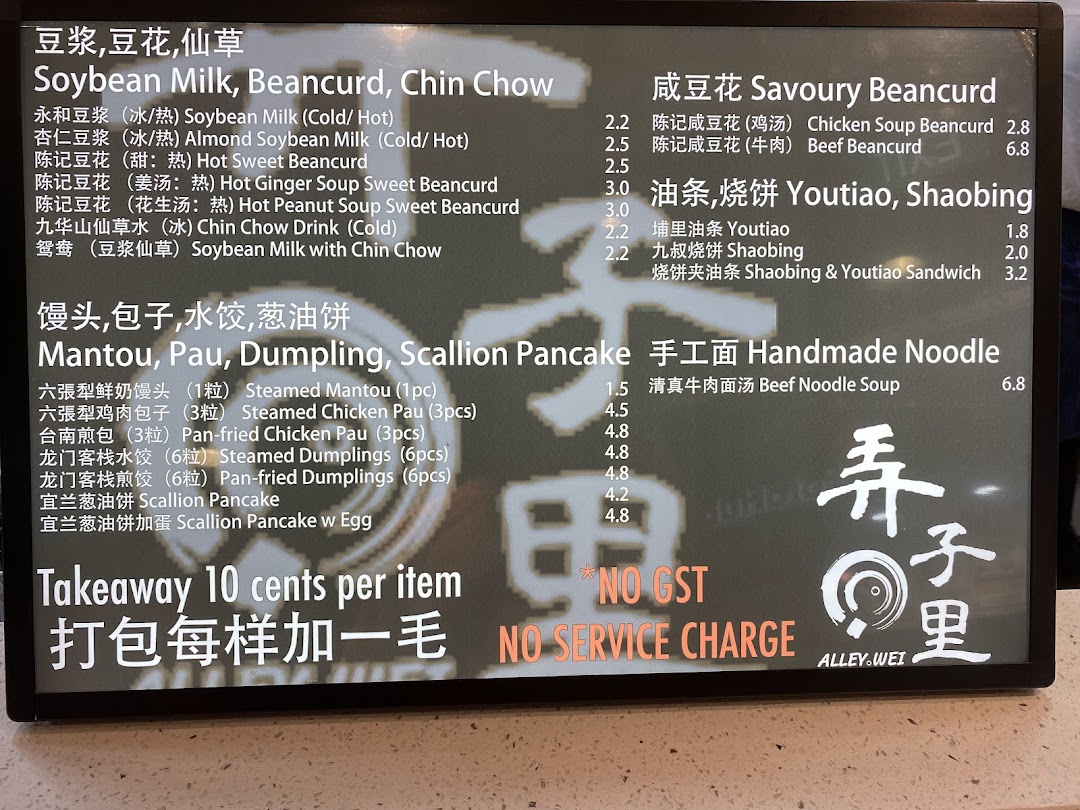 豆浆,豆花,仙草
Soybean Milk, Beancurd, Chin Chow
永和豆浆（冰/热) Soybean Milk (Cold/ Hot) 2.2
杏仁豆浆（冰/热) Almond Soybean Milk (Cold/ Hot) 2.5
陈记豆花 （甜：热) Hot Sweet Beancurd 2.5
陈记豆花 （姜汤：热) Hot Ginger Soup Sweet Beancurd 3.0
陈记豆花 （花生汤：热) Hot Peanut Soup Sweet Beancurd 3.0
九华山仙草水（冰) Chin Chow Drink (Cold) 2.2
鸳鸯 （豆浆仙草）Soybean Milk with Chin Chow 2.2
馒头,包子,水饺,葱油饼
Mantou, Pau, Dumpling, Scallion Pancake
六張犁鲜奶馒头 （1粒） Steamed Mantou (1pc) 1.5
六張犁鸡肉包子（3粒） Steamed Chicken Pau (3pcs) 4.5
台南煎包（3粒）Pan-fried Chicken Pau (3pcs) 4.8
龙门客栈水饺（6粒）Steamed Dumplings (6pcs) 4.8
龙门客栈煎饺（6粒）Pan-fried Dumplings (6pcs) 4.8
宜兰葱油饼 Scallion Pancake 4.2
宜兰葱油饼加蛋 Scallion Pancake w Egg 4.8
Takeaway 10 cents per item
打包每样加一毛
咸豆花 Savoury Beancurd
陈记咸豆花 (鸡汤） Chicken Soup Beancurd 2.8
陈记咸豆花 (牛肉） Beef Beancurd 6.8
油条,烧饼 Youtiao, Shaobing
埔里油条 Youtiao 1.8
九叔烧饼 Shaobing 2.0
烧饼夹油条 Shaobing & Youtiao Sandwich 3.2
手工面 Handmade Noodle
清真牛肉面汤 Beef Noodle Soup 6.8
*NO GST
NO SERVICE CHARGE
弄子里
ALLEY.WEI
子
里
ALLEY.WEI